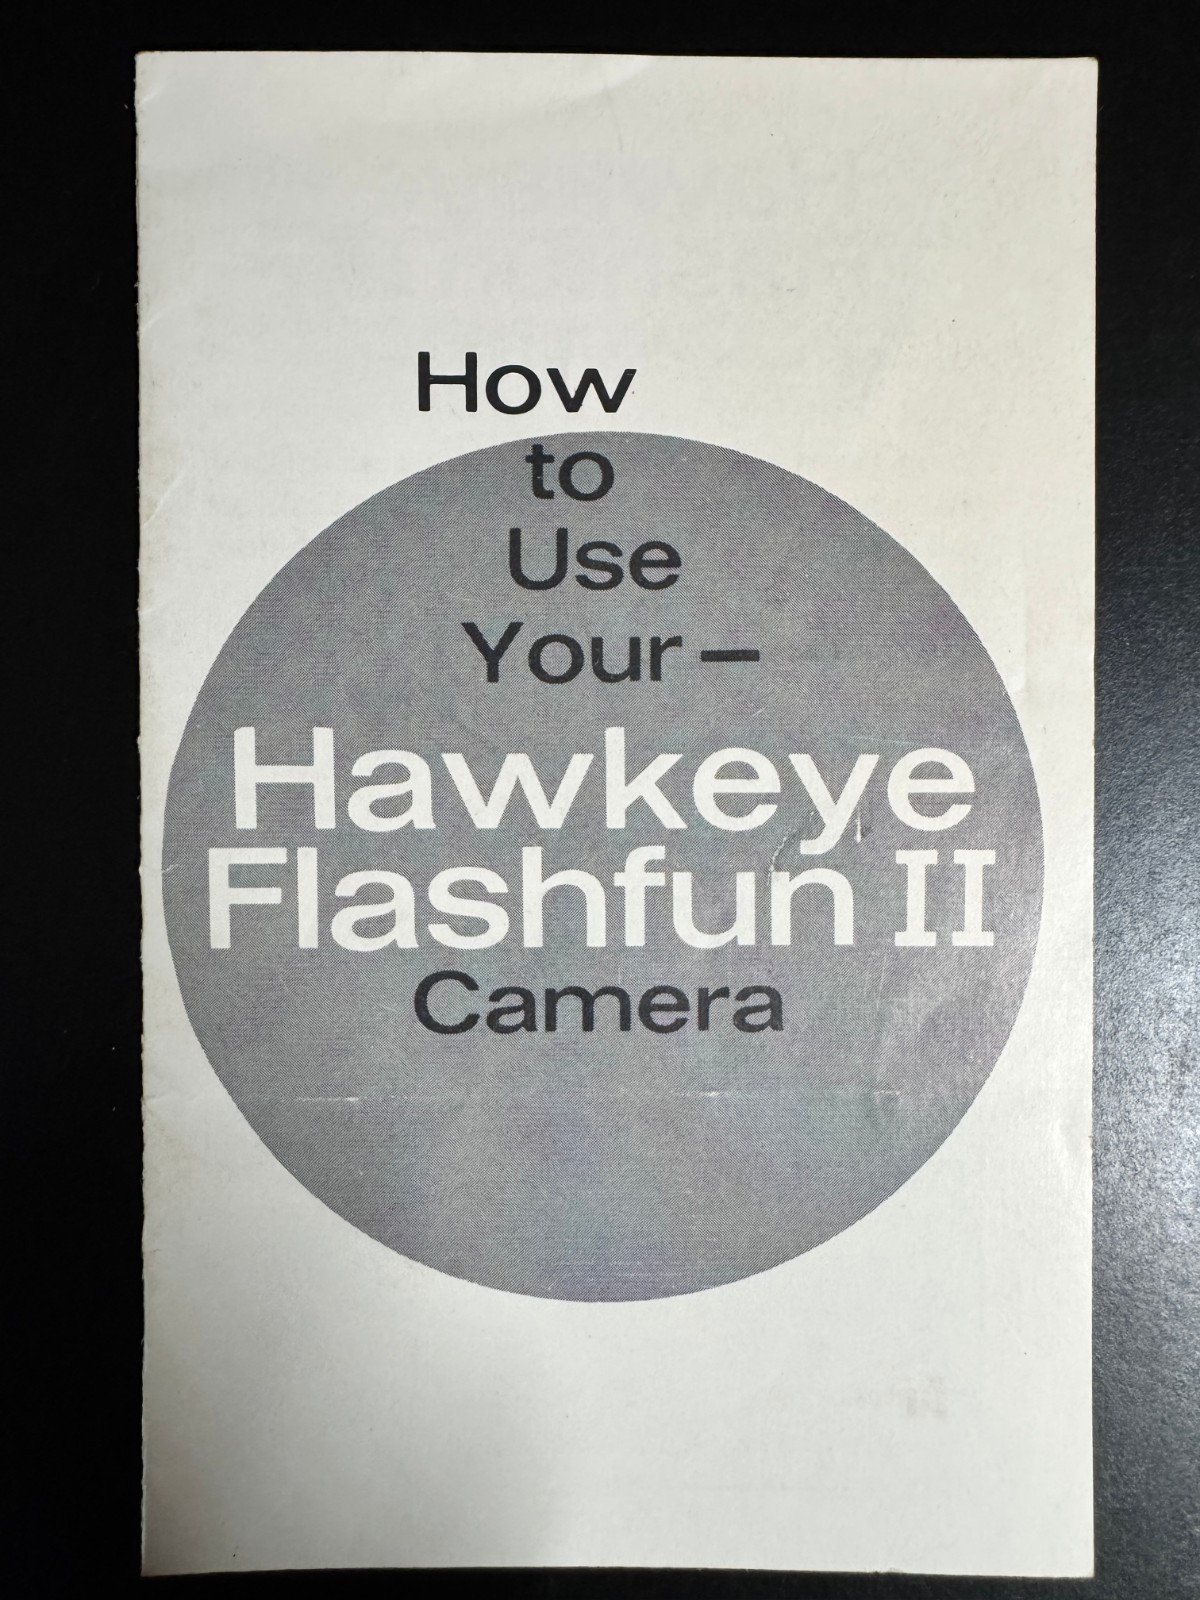 How
to
Use
Your —
Hawkeye
Flashfun II
Camera